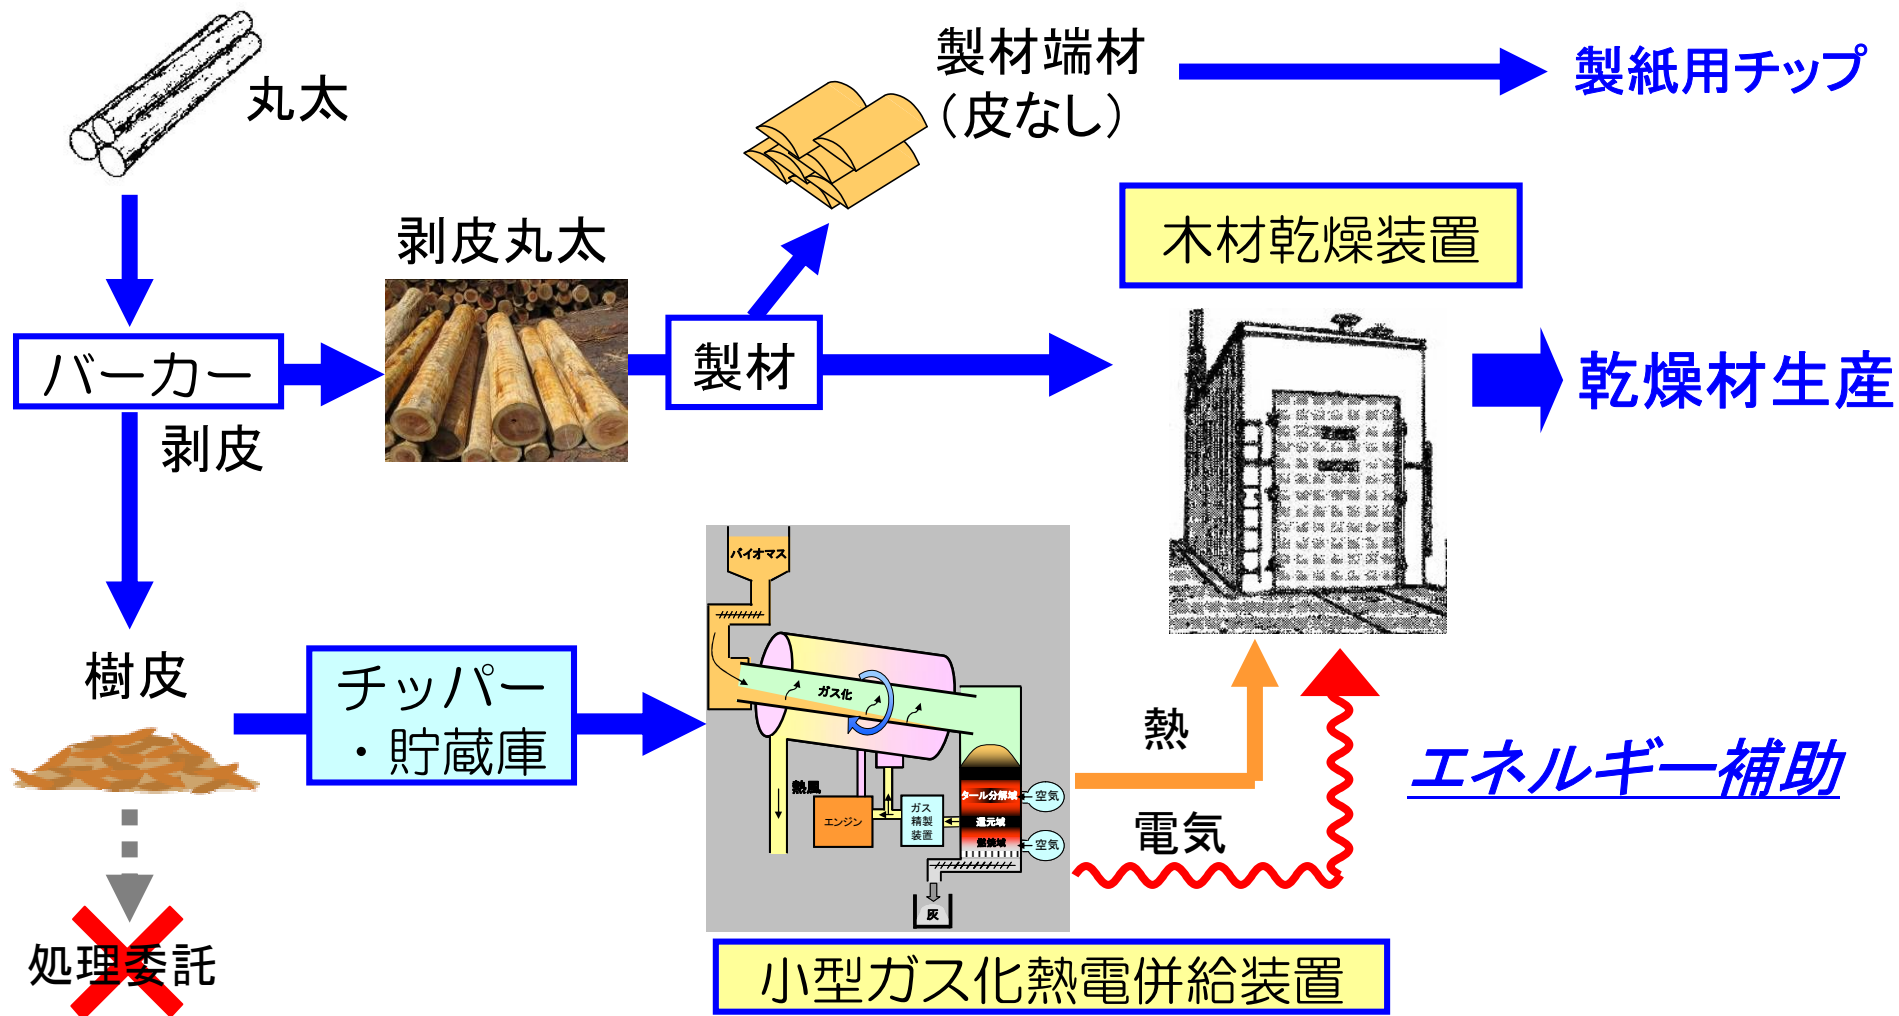 丸太
製材端材
（皮なし）
製紙用チップ
剥皮丸太
木材乾燥装置
バーカー
製材
乾燥材生産
剥皮
バイオマス
樹皮
チッパー
・貯蔵庫
ガス化
熱
エネルギー補助
熱風
エンジン
ガス
精製
装置
タール分解域
還元域
燃焼域
空気
空気
電気
灰
処理委託
小型ガス化熱電併給装置